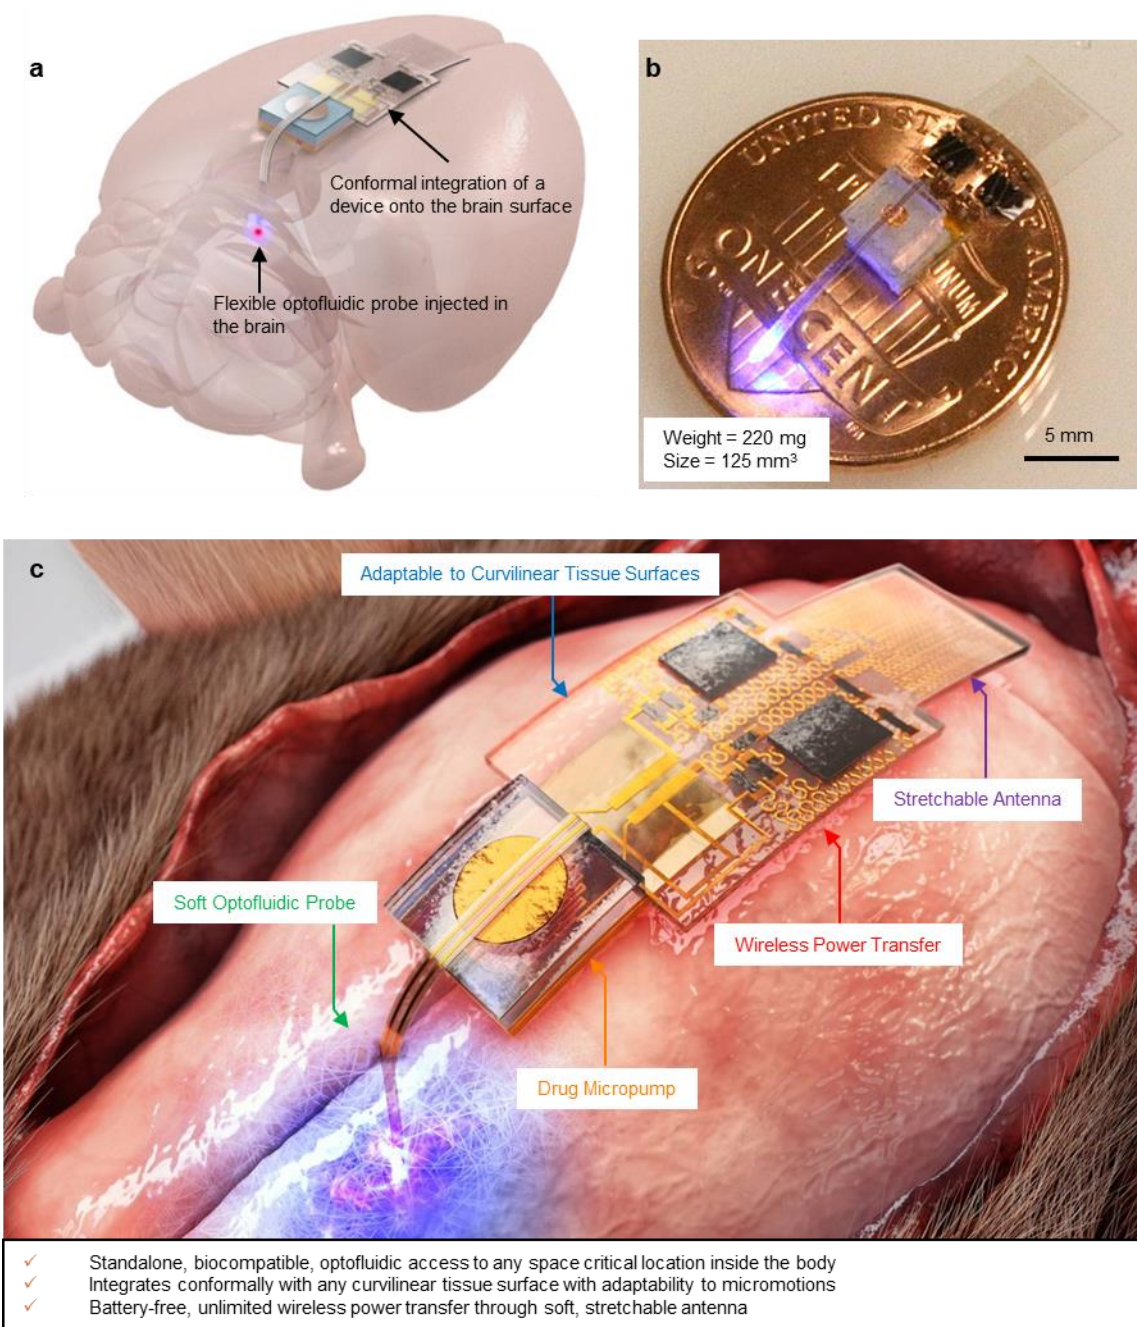 a
Conformal integration of a
device onto the brain surface
Flexible optofluidic probe injected in
the brain
b
UNITED STATES OF AMERICA
UNUM
ONE CENT
Weight = 220 mg
Size = 125 mm³
5 mm
c
Adaptable to Curvilinear Tissue Surfaces
Stretchable Antenna
Soft Optofluidic Probe
Wireless Power Transfer
Drug Micropump
✓ Standalone, biocompatible, optofluidic access to any space critical location inside the body
✓ Integrates conformally with any curvilinear tissue surface with adaptability to micromotions
✓ Battery-free, unlimited wireless power transfer through soft, stretchable antenna